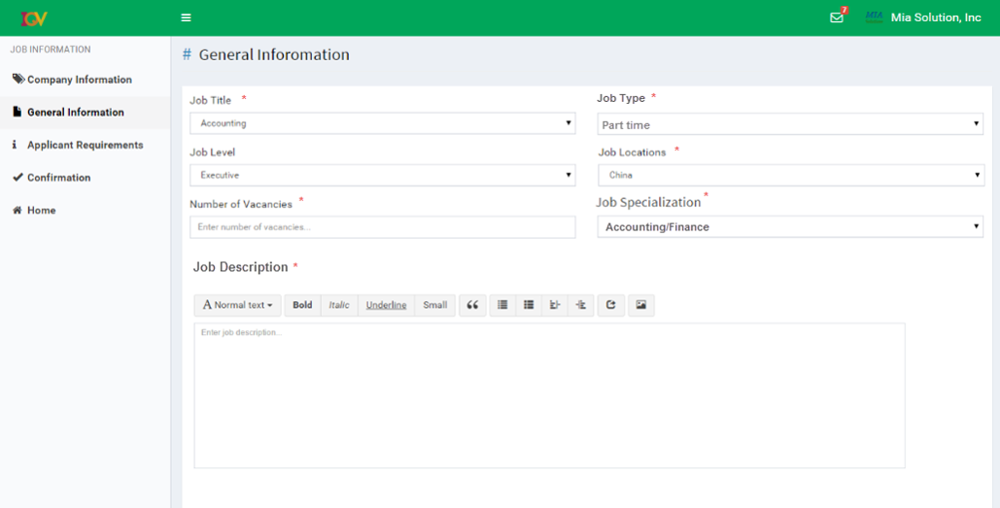 IGV
7
MIA
Mia Solution, Inc
JOB INFORMATION
Company Information
General Information
Applicant Requirements
Confirmation
Home
# General Inforomation
Job Title *
Job Type *
Accounting
Part time
Job Level
Job Locations *
Executive
China
Number of Vacancies *
Job Specialization *
Enter number of vacancies...
Accounting/Finance
Job Description *
A Normal text Bold Italic Underline Small
Enter job description...